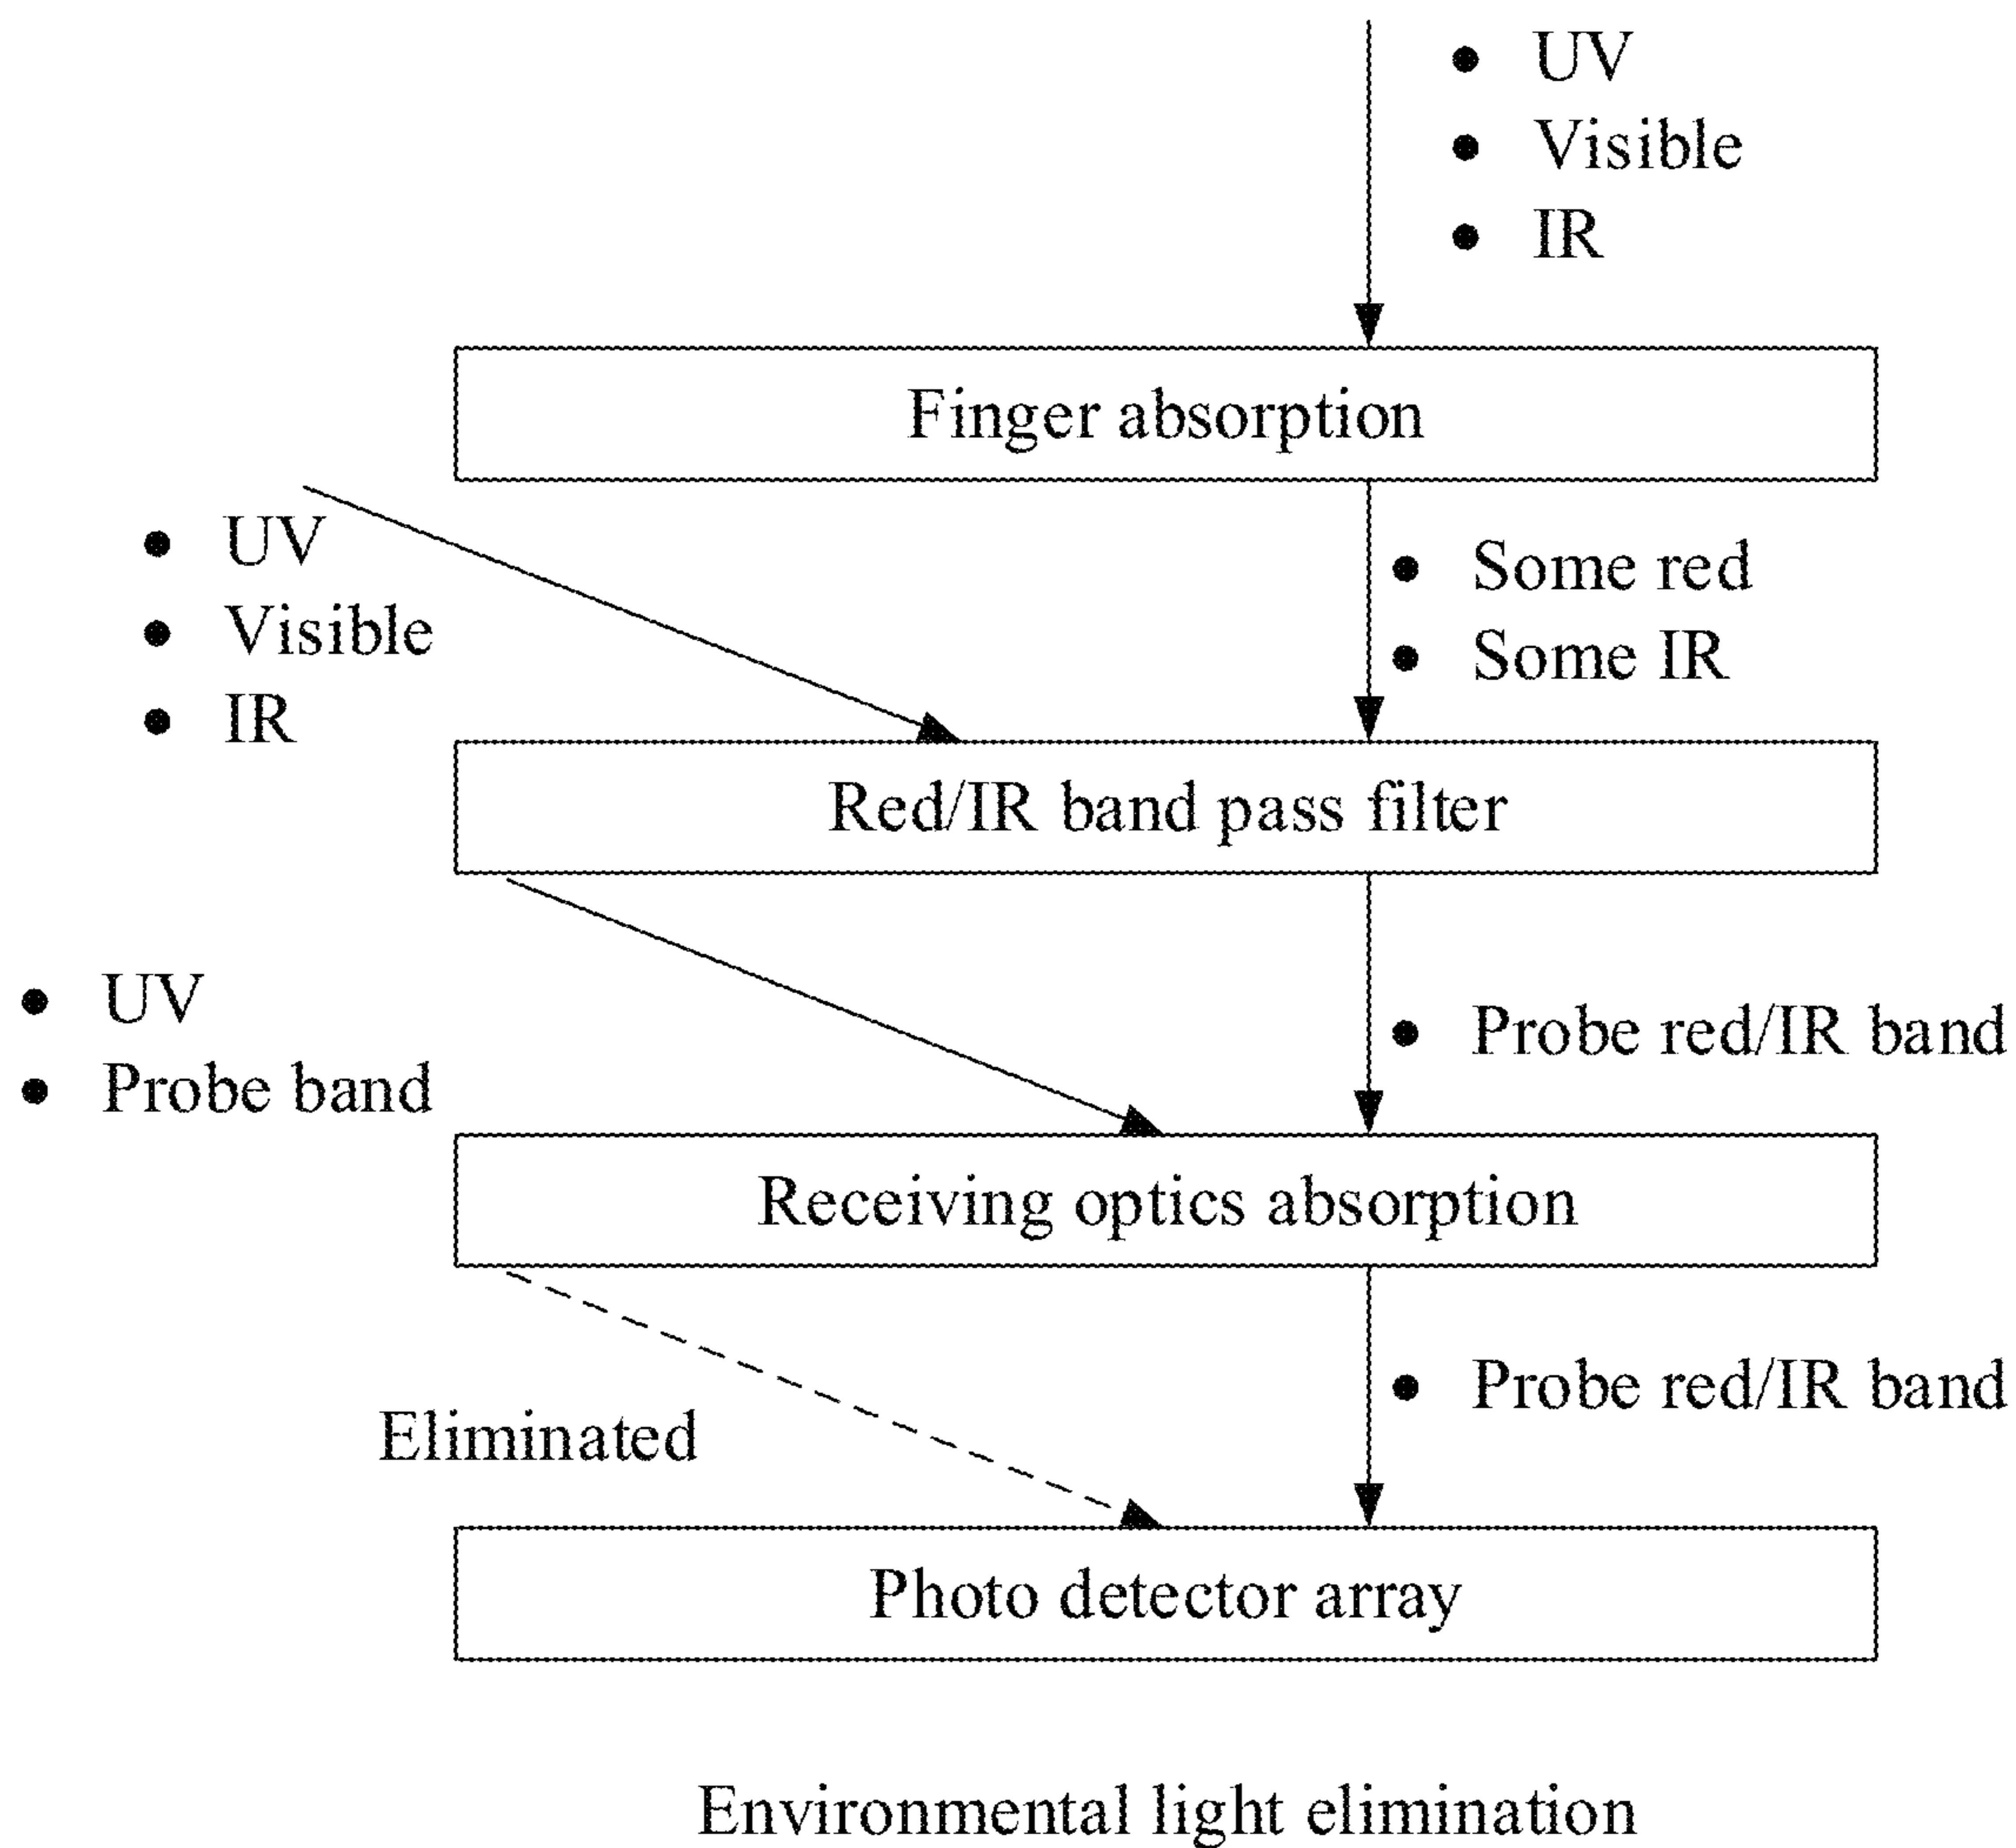 • UV
• Visible
• IR
Finger absorption
• UV
• Visible
• IR
• Some red
• Some IR
Red/IR band pass filter
• UV
• Probe band
• Probe red/IR band
Receiving optics absorption
Eliminated
• Probe red/IR band
Photo detector array
Environmental light elimination